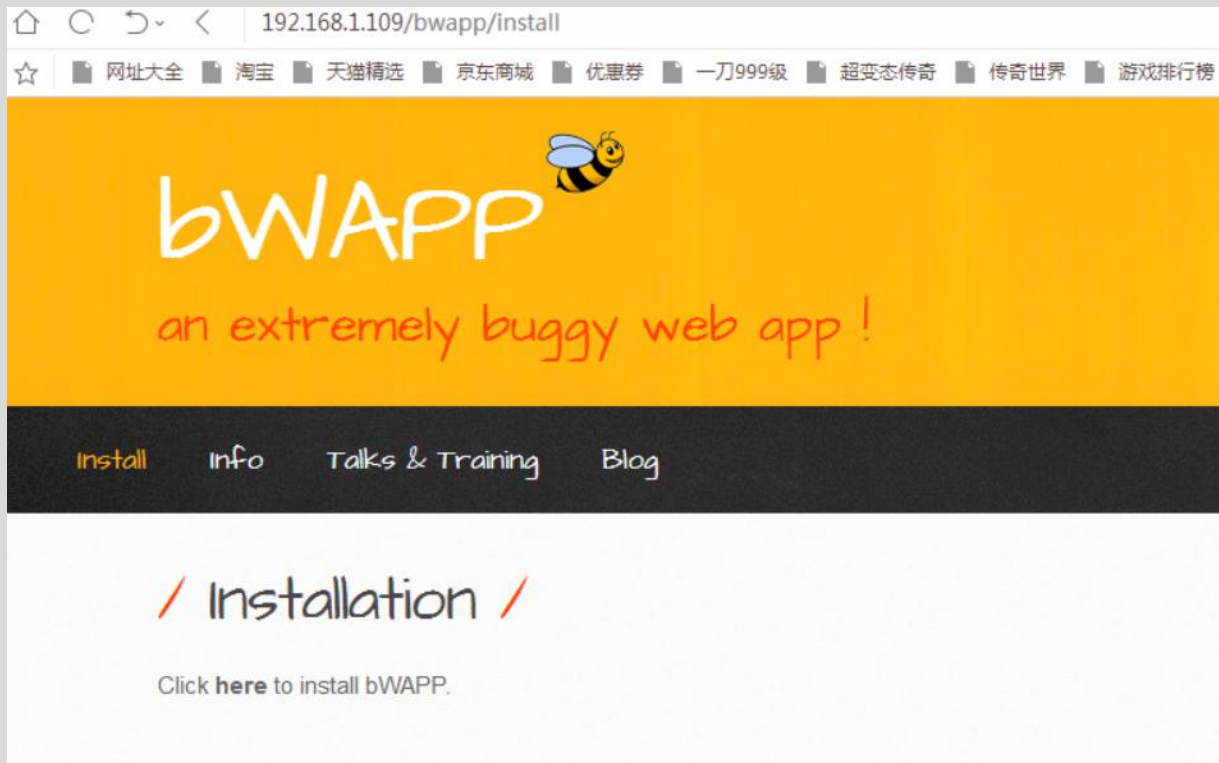 192.168.1.109/bwapp/install
网址大全 淘宝 天猫精选 京东商城 优惠券 一刀999级 超变态传奇 传奇世界 游戏排行榜
bWAPP
an extremely buggy web app !
Install Info Talks & Training Blog
/ Installation /
Click here to install bWAPP.